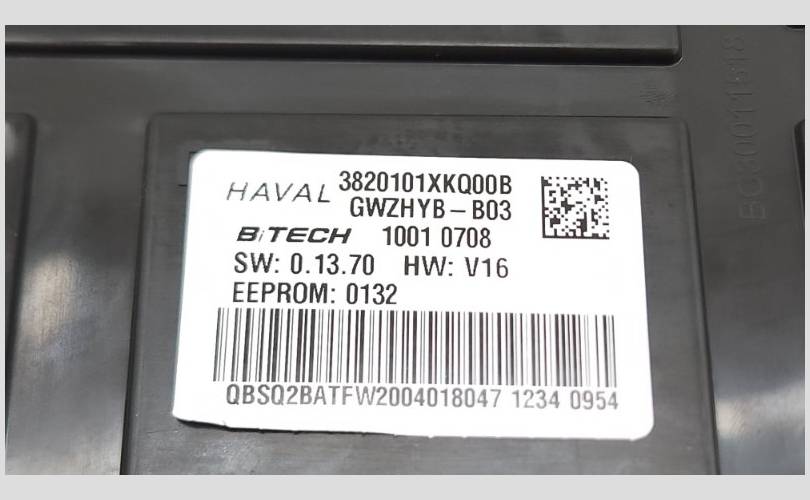 HAVAL 3820101XKQ00B
GWZHYB-B03
BiTECH 1001 0708
SW: 0.13.70 HW: V16
EEPROM: 0132
QBSQ2BATFW2004018047 1234 0954